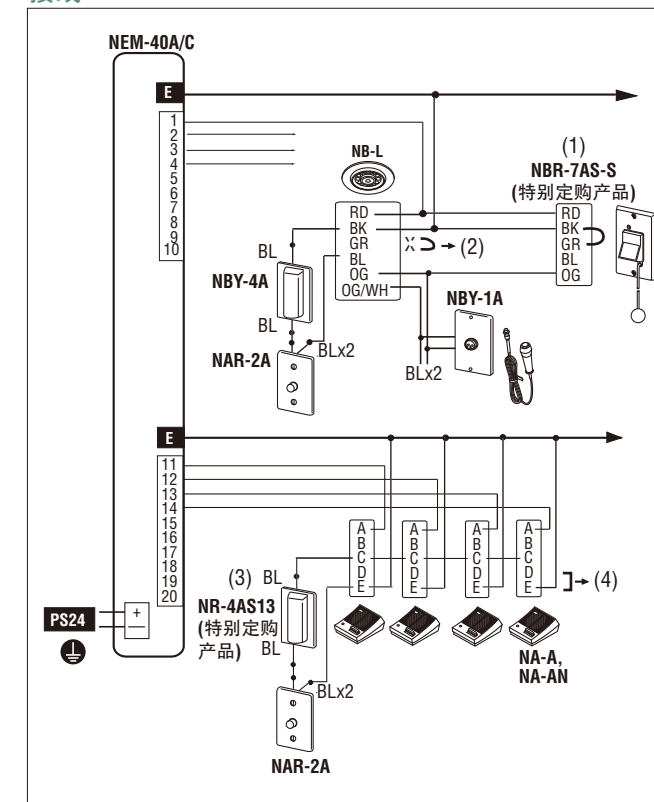 NEM-40A/C
E
1
2
3
4
5
6
7
8
9
10
NB-L
(1)
NBR-7AS-S
(特别定购产品)
RD
BK
GR
BL
OG
OG/WH
X
(2)
RD
BK
GR
BL
OG
BL
NBY-4A
BL
NAR-2A
BLx2
NBY-1A
BLx2
E
11
12
13
14
15
16
17
18
19
20
A
B
C
D
E
A
B
C
D
E
A
B
C
D
E
A
B
C
D
E
(3)
BL
NR-4AS13
(特别定购
产品)
BL
BLx2
NAR-2A
(4)
NA-A,
NA-AN
PS24
+
—